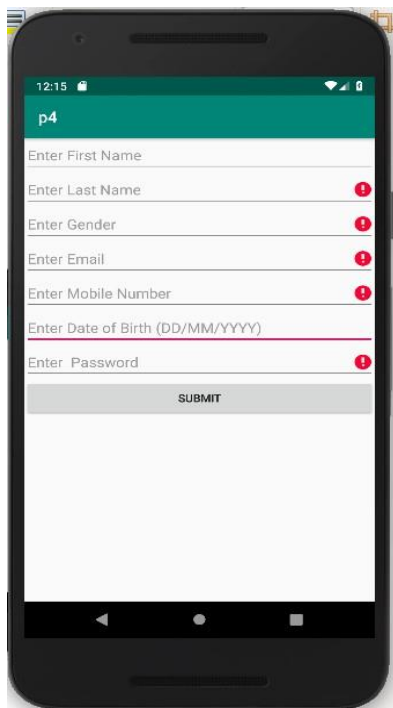 12:15
p4
Enter First Name
Enter Last Name
Enter Gender
Enter Email
Enter Mobile Number
Enter Date of Birth (DD/MM/YYYY)
Enter  Password
SUBMIT